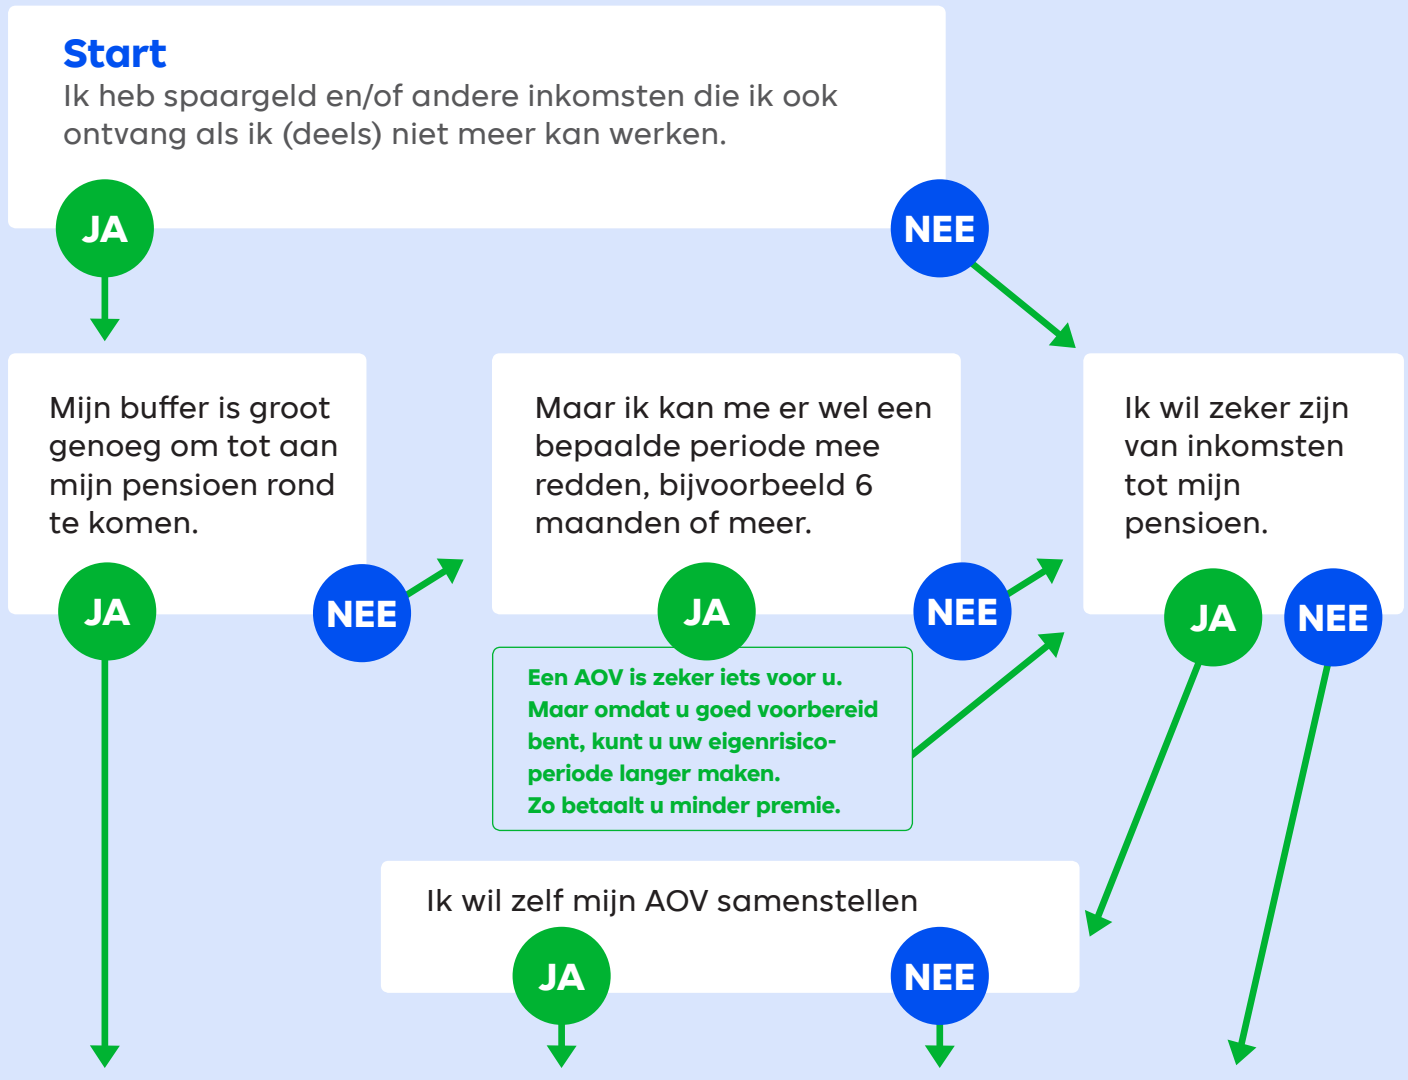 Start
Ik heb spaargeld en/of andere inkomsten die ik ook
ontvang als ik (deels) niet meer kan werken.
JA
NEE
Mijn buffer is groot
genoeg om tot aan
mijn pensioen rond
te komen.
JA
NEE
Maar ik kan me er wel een
bepaalde periode mee
redden, bijvoorbeeld 6
maanden of meer.
JA
NEE
Een AOV is zeker iets voor u.
Maar omdat u goed voorbereid
bent, kunt u uw eigenrisico-
periode langer maken.
Zo betaalt u minder premie.
Ik wil zeker zijn
van inkomsten
tot mijn
pensioen.
JA
NEE
Ik wil zelf mijn AOV samenstellen
JA
NEE